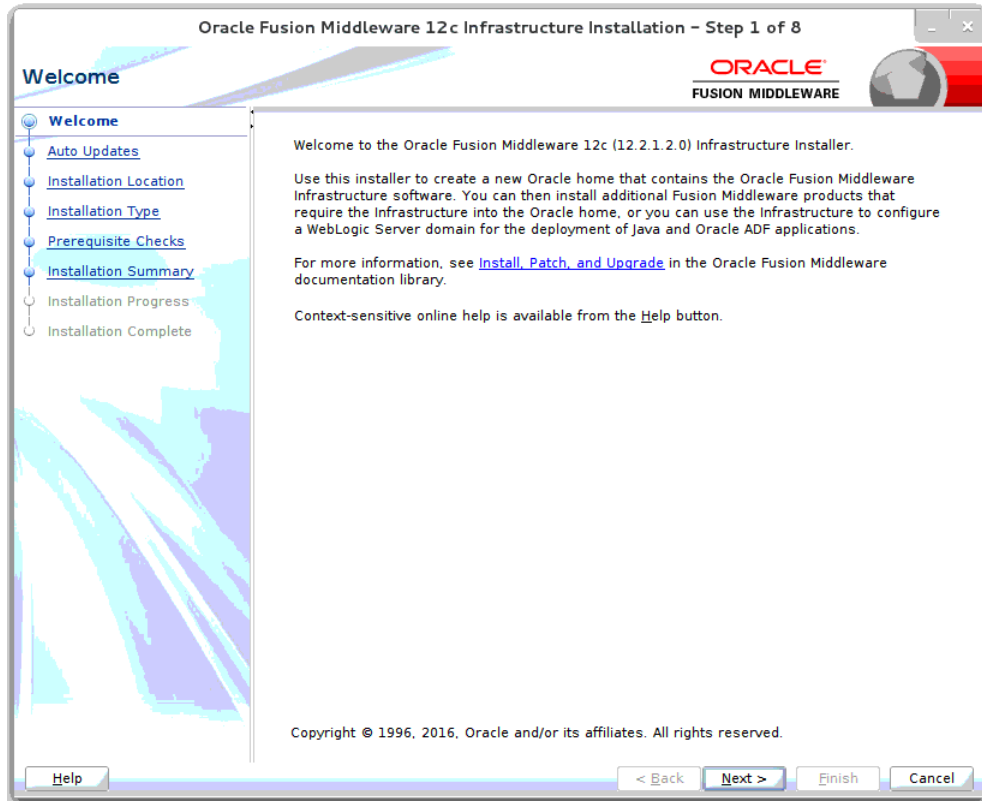 Oracle Fusion Middleware 12c Infrastructure Installation – Step 1 of 8
Welcome
ORACLE
FUSION MIDDLEWARE
Welcome
Auto Updates
Installation Location
Installation Type
Prerequisite Checks
Installation Summary
Installation Progress
Installation Complete
Welcome to the Oracle Fusion Middleware 12c (12.2.1.2.0) Infrastructure Installer.
Use this installer to create a new Oracle home that contains the Oracle Fusion Middleware
Infrastructure software. You can then install additional Fusion Middleware products that
require the Infrastructure into the Oracle home, or you can use the Infrastructure to configure
a WebLogic Server domain for the deployment of Java and Oracle ADF applications.
For more information, see Install, Patch, and Upgrade in the Oracle Fusion Middleware
documentation library.
Context-sensitive online help is available from the Help button.
Copyright © 1996, 2016, Oracle and/or its affiliates. All rights reserved.
Help
< Back
Next >
Finish
Cancel